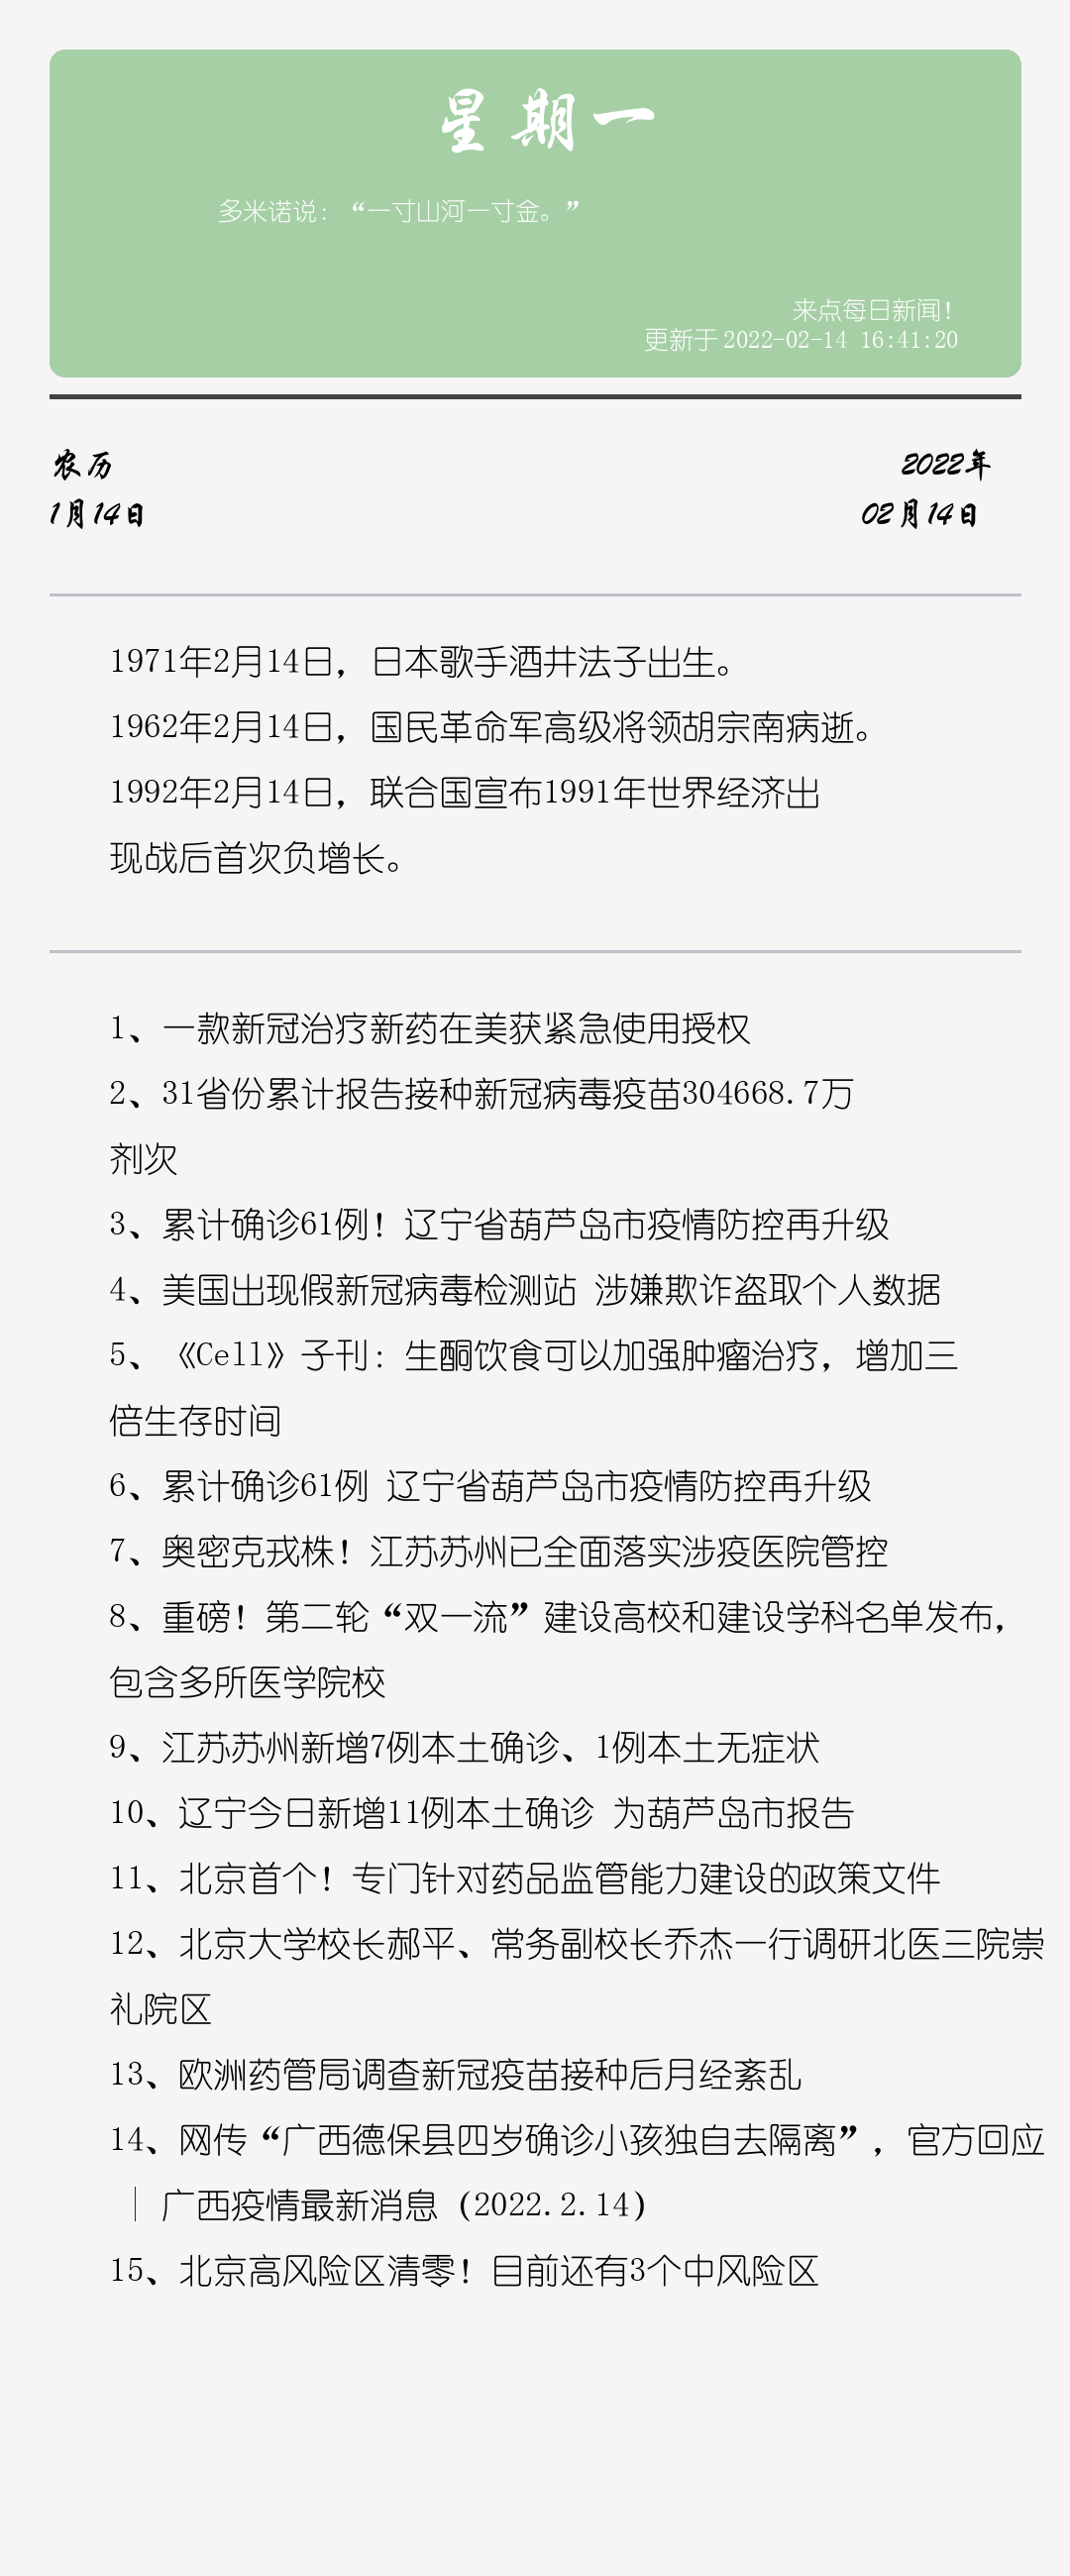 星期一
多米诺说：“一寸山河一寸金。”
来点每日新闻！
更新于 2022-02-14 16:41:20
农历
2022年
1月14日
02月14日
1971年2月14日，日本歌手酒井法子出生。
1962年2月14日，国民革命军高级将领胡宗南病逝。
1992年2月14日，联合国宣布1991年世界经济出
现战后首次负增长。
1、一款新冠治疗新药在美获紧急使用授权
2、31省份累计报告接种新冠病毒疫苗304668.7万
剂次
3、累计确诊61例！辽宁省葫芦岛市疫情防控再升级
4、美国出现假新冠病毒检测站 涉嫌欺诈盗取个人数据
5、《Cell》子刊：生酮饮食可以加强肿瘤治疗，增加三
倍生存时间
6、累计确诊61例 辽宁省葫芦岛市疫情防控再升级
7、奥密克戎株！江苏苏州已全面落实涉疫医院管控
8、重磅！第二轮“双一流”建设高校和建设学科名单发布，
包含多所医学院校
9、江苏苏州新增7例本土确诊、1例本土无症状
10、辽宁今日新增11例本土确诊 为葫芦岛市报告
11、北京首个！专门针对药品监管能力建设的政策文件
12、北京大学校长郝平、常务副校长乔杰一行调研北医三院崇
礼院区
13、欧洲药管局调查新冠疫苗接种后月经紊乱
14、网传“广西德保县四岁确诊小孩独自去隔离”，官方回应
｜广西疫情最新消息（2022.2.14）
15、北京高风险区清零！目前还有3个中风险区